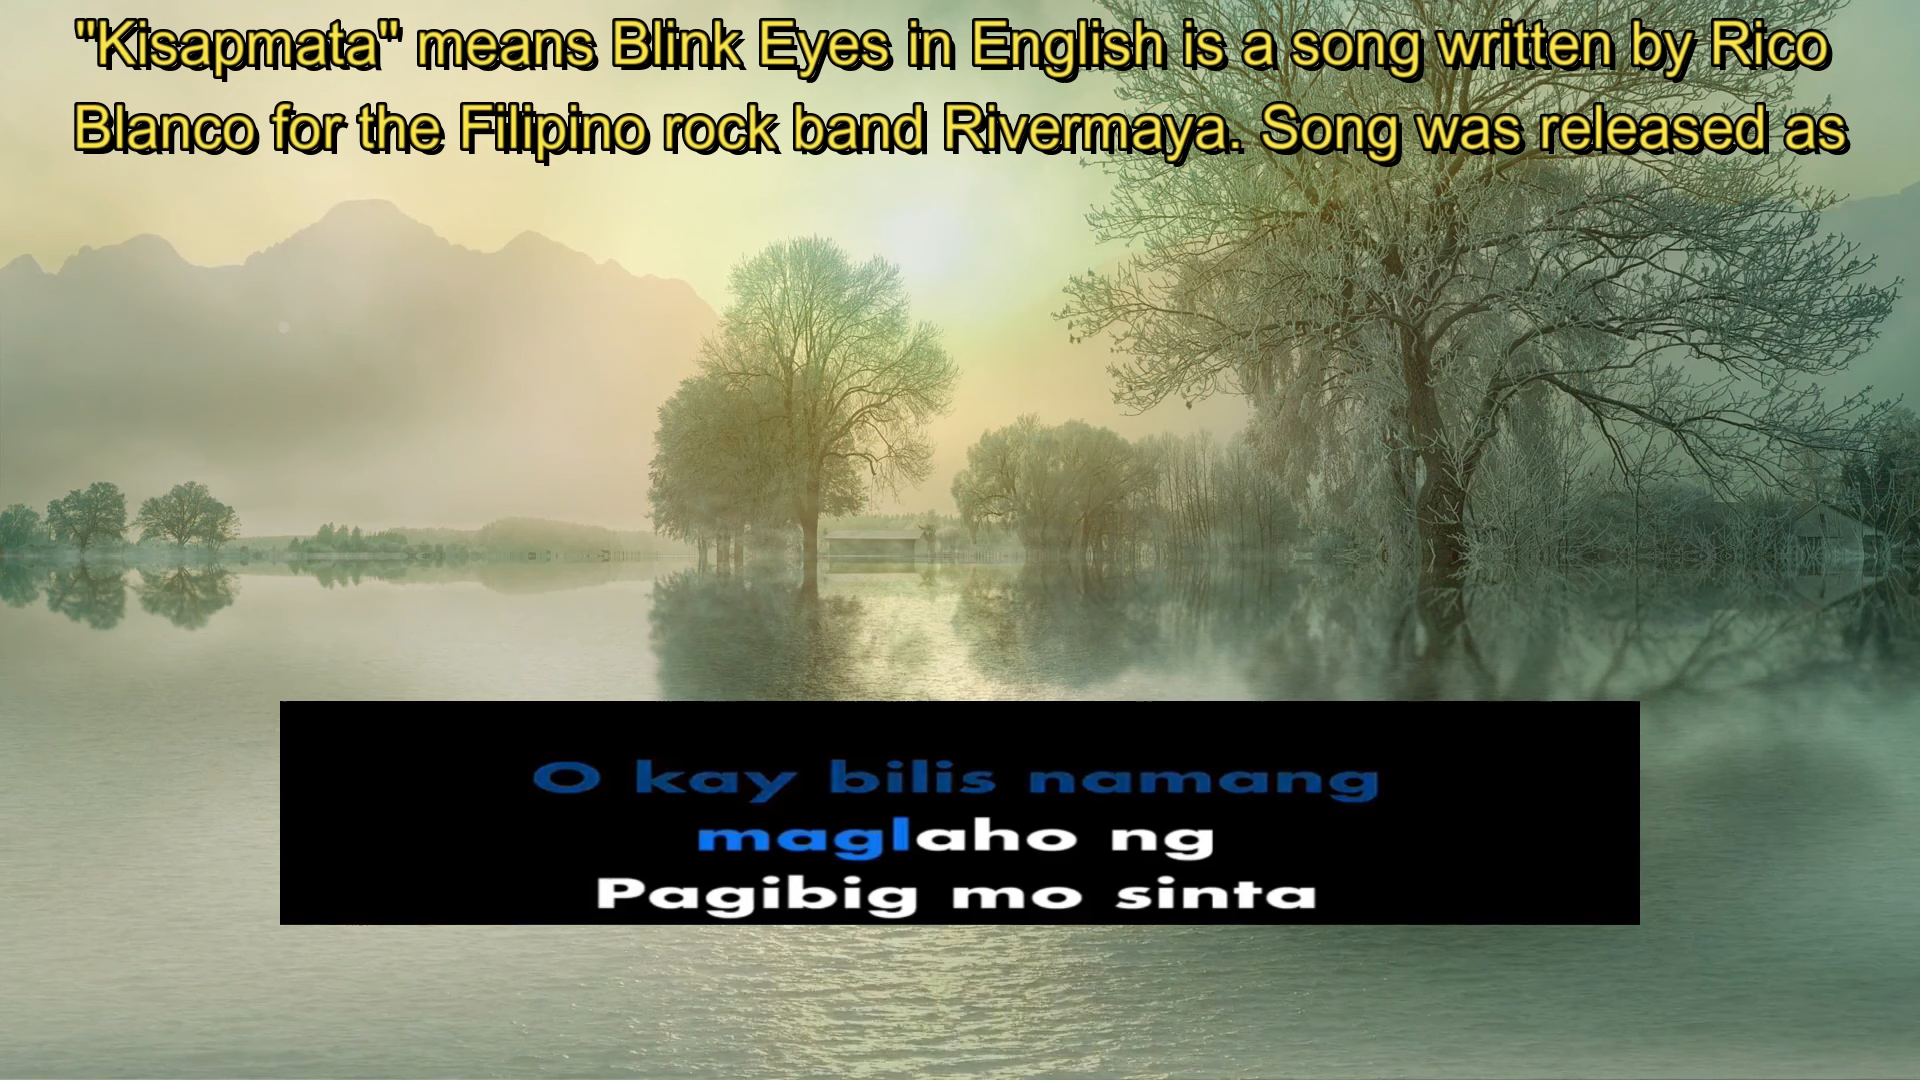 "Kisapmata" means Blink Eyes in English is a song written by Rico
Blanco for the Filipino rock band Rivermaya. Song was released as
O kay bilis namang
maglaho ng
Pagibig mo sinta